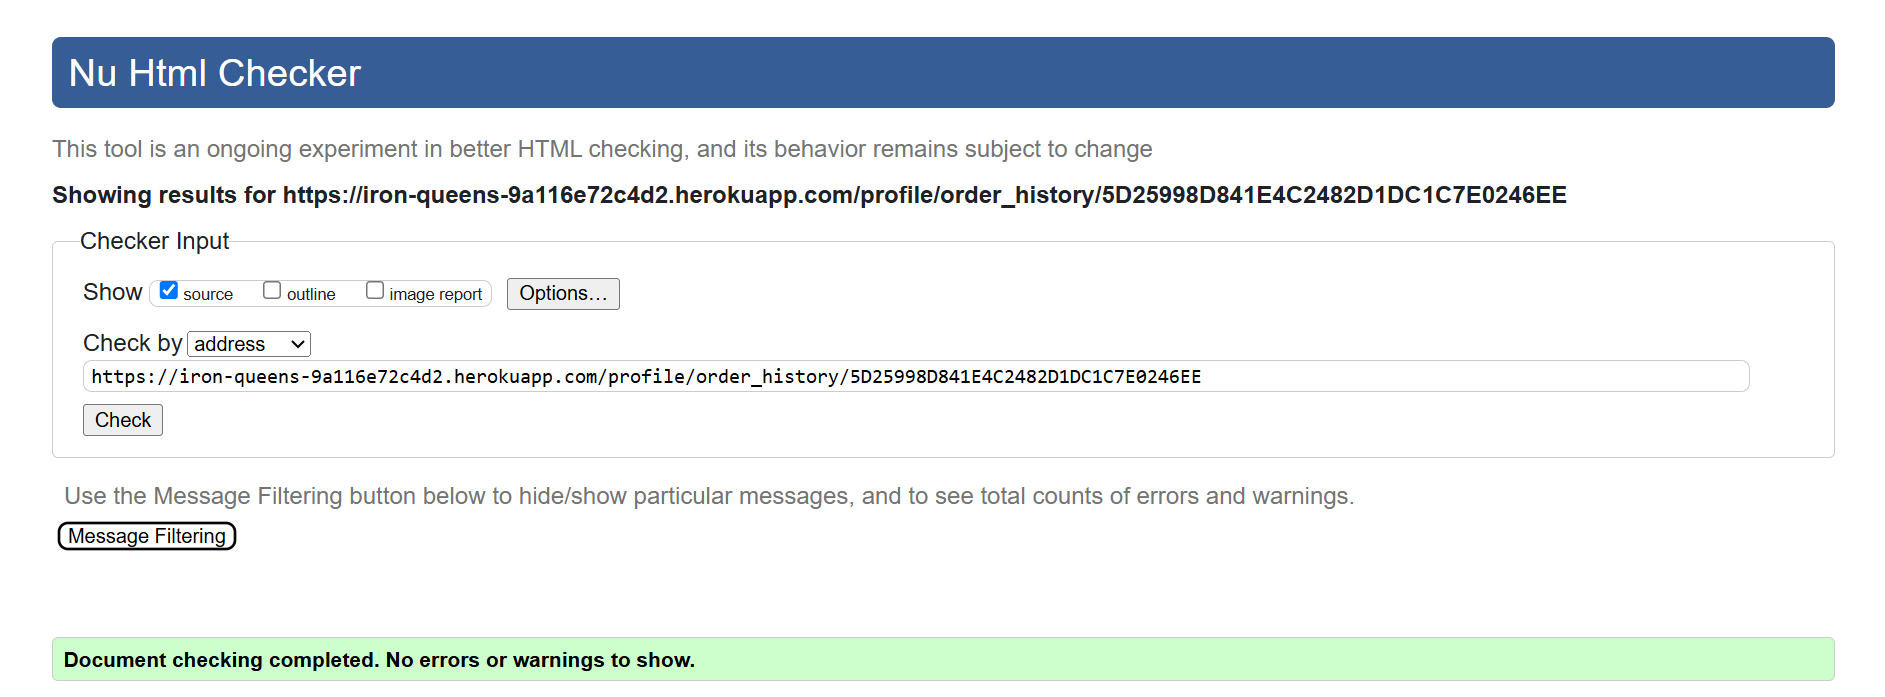 Nu Html Checker
This tool is an ongoing experiment in better HTML checking, and its behavior remains subject to change
Showing results for https://iron-queens-9a116e72c4d2.herokuapp.com/profile/order_history/5D25998D841E4C2482D1DC1C7E0246EE
Checker Input
Show source outline image report Options...
Check by address
https://iron-queens-9a116e72c4d2.herokuapp.com/profile/order_history/5D25998D841E4C2482D1DC1C7E0246EE
Check
Use the Message Filtering button below to hide/show particular messages, and to see total counts of errors and warnings.
Message Filtering
Document checking completed. No errors or warnings to show.